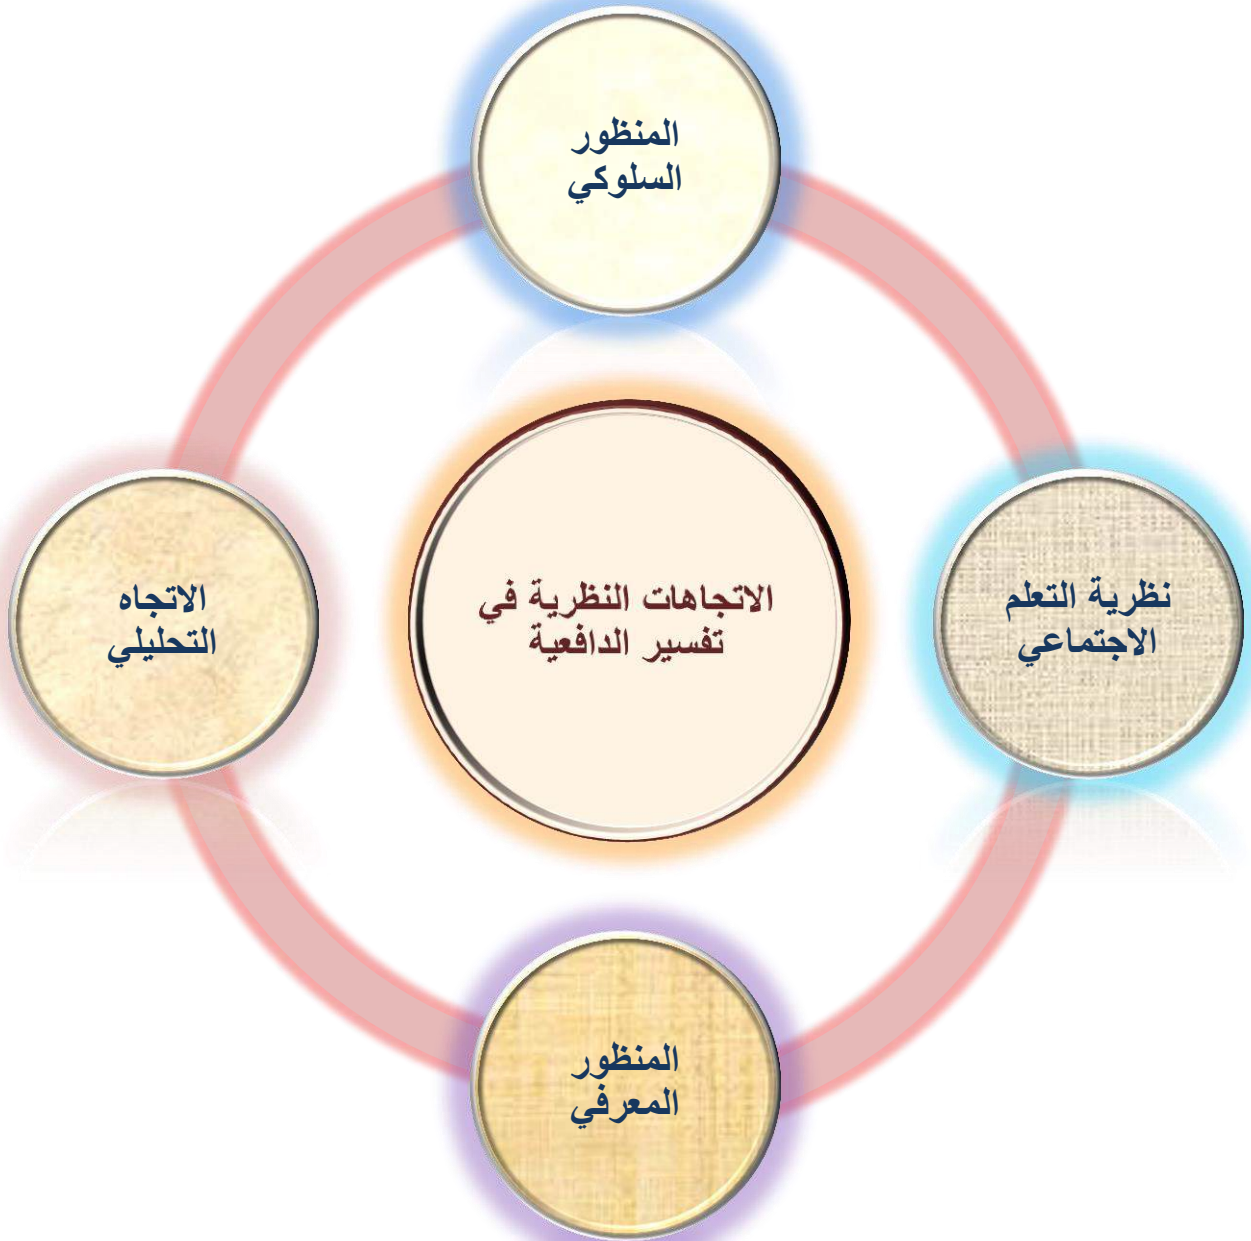 المنظور
السلوكي
نظرية التعلم
الاجتماعي
الاتجاهات النظرية في
تفسير الدافعية
الاتجاه
التحليلي
المنظور
المعرفي